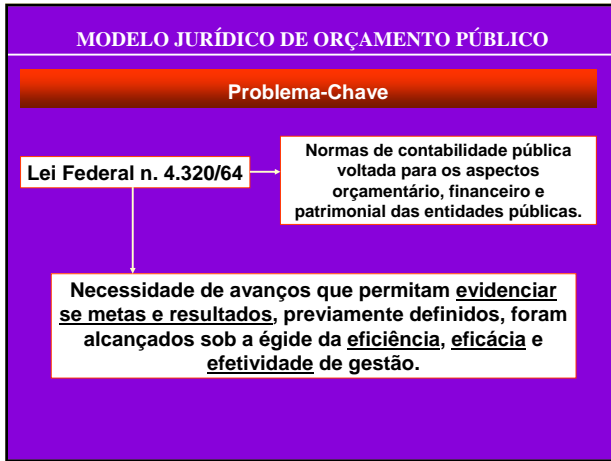 MODELO JURÍDICO DE ORÇAMENTO PÚBLICO
Problema-Chave
Normas de contabilidade pública
voltada para os aspectos
orçamentário, financeiro e
patrimonial das entidades públicas.
Lei Federal n. 4.320/64
Necessidade de avanços que permitam evidenciar
se metas e resultados, previamente definidos, foram
alcançados sob a égide da eficiência, eficácia e
efetividade de gestão.